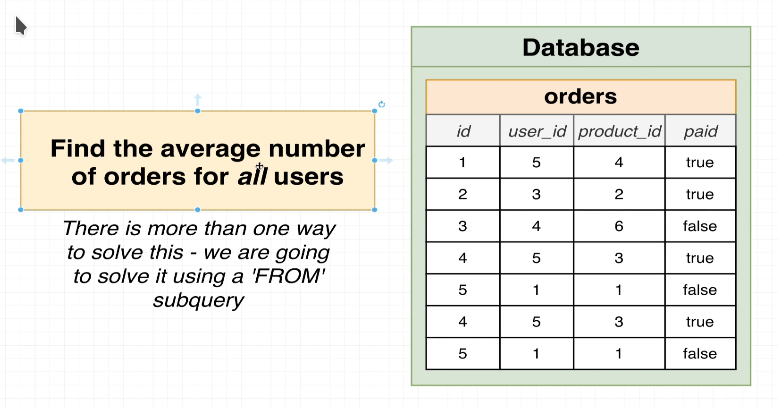 Find the average number
of orders for all users
There is more than one way
to solve this - we are going
to solve it using a 'FROM'
subquery
Database
orders
id user_id product_id paid
1 5 4 true
2 3 2 true
3 4 6 false
4 5 3 true
5 1 1 false
4 5 3 true
5 1 1 false